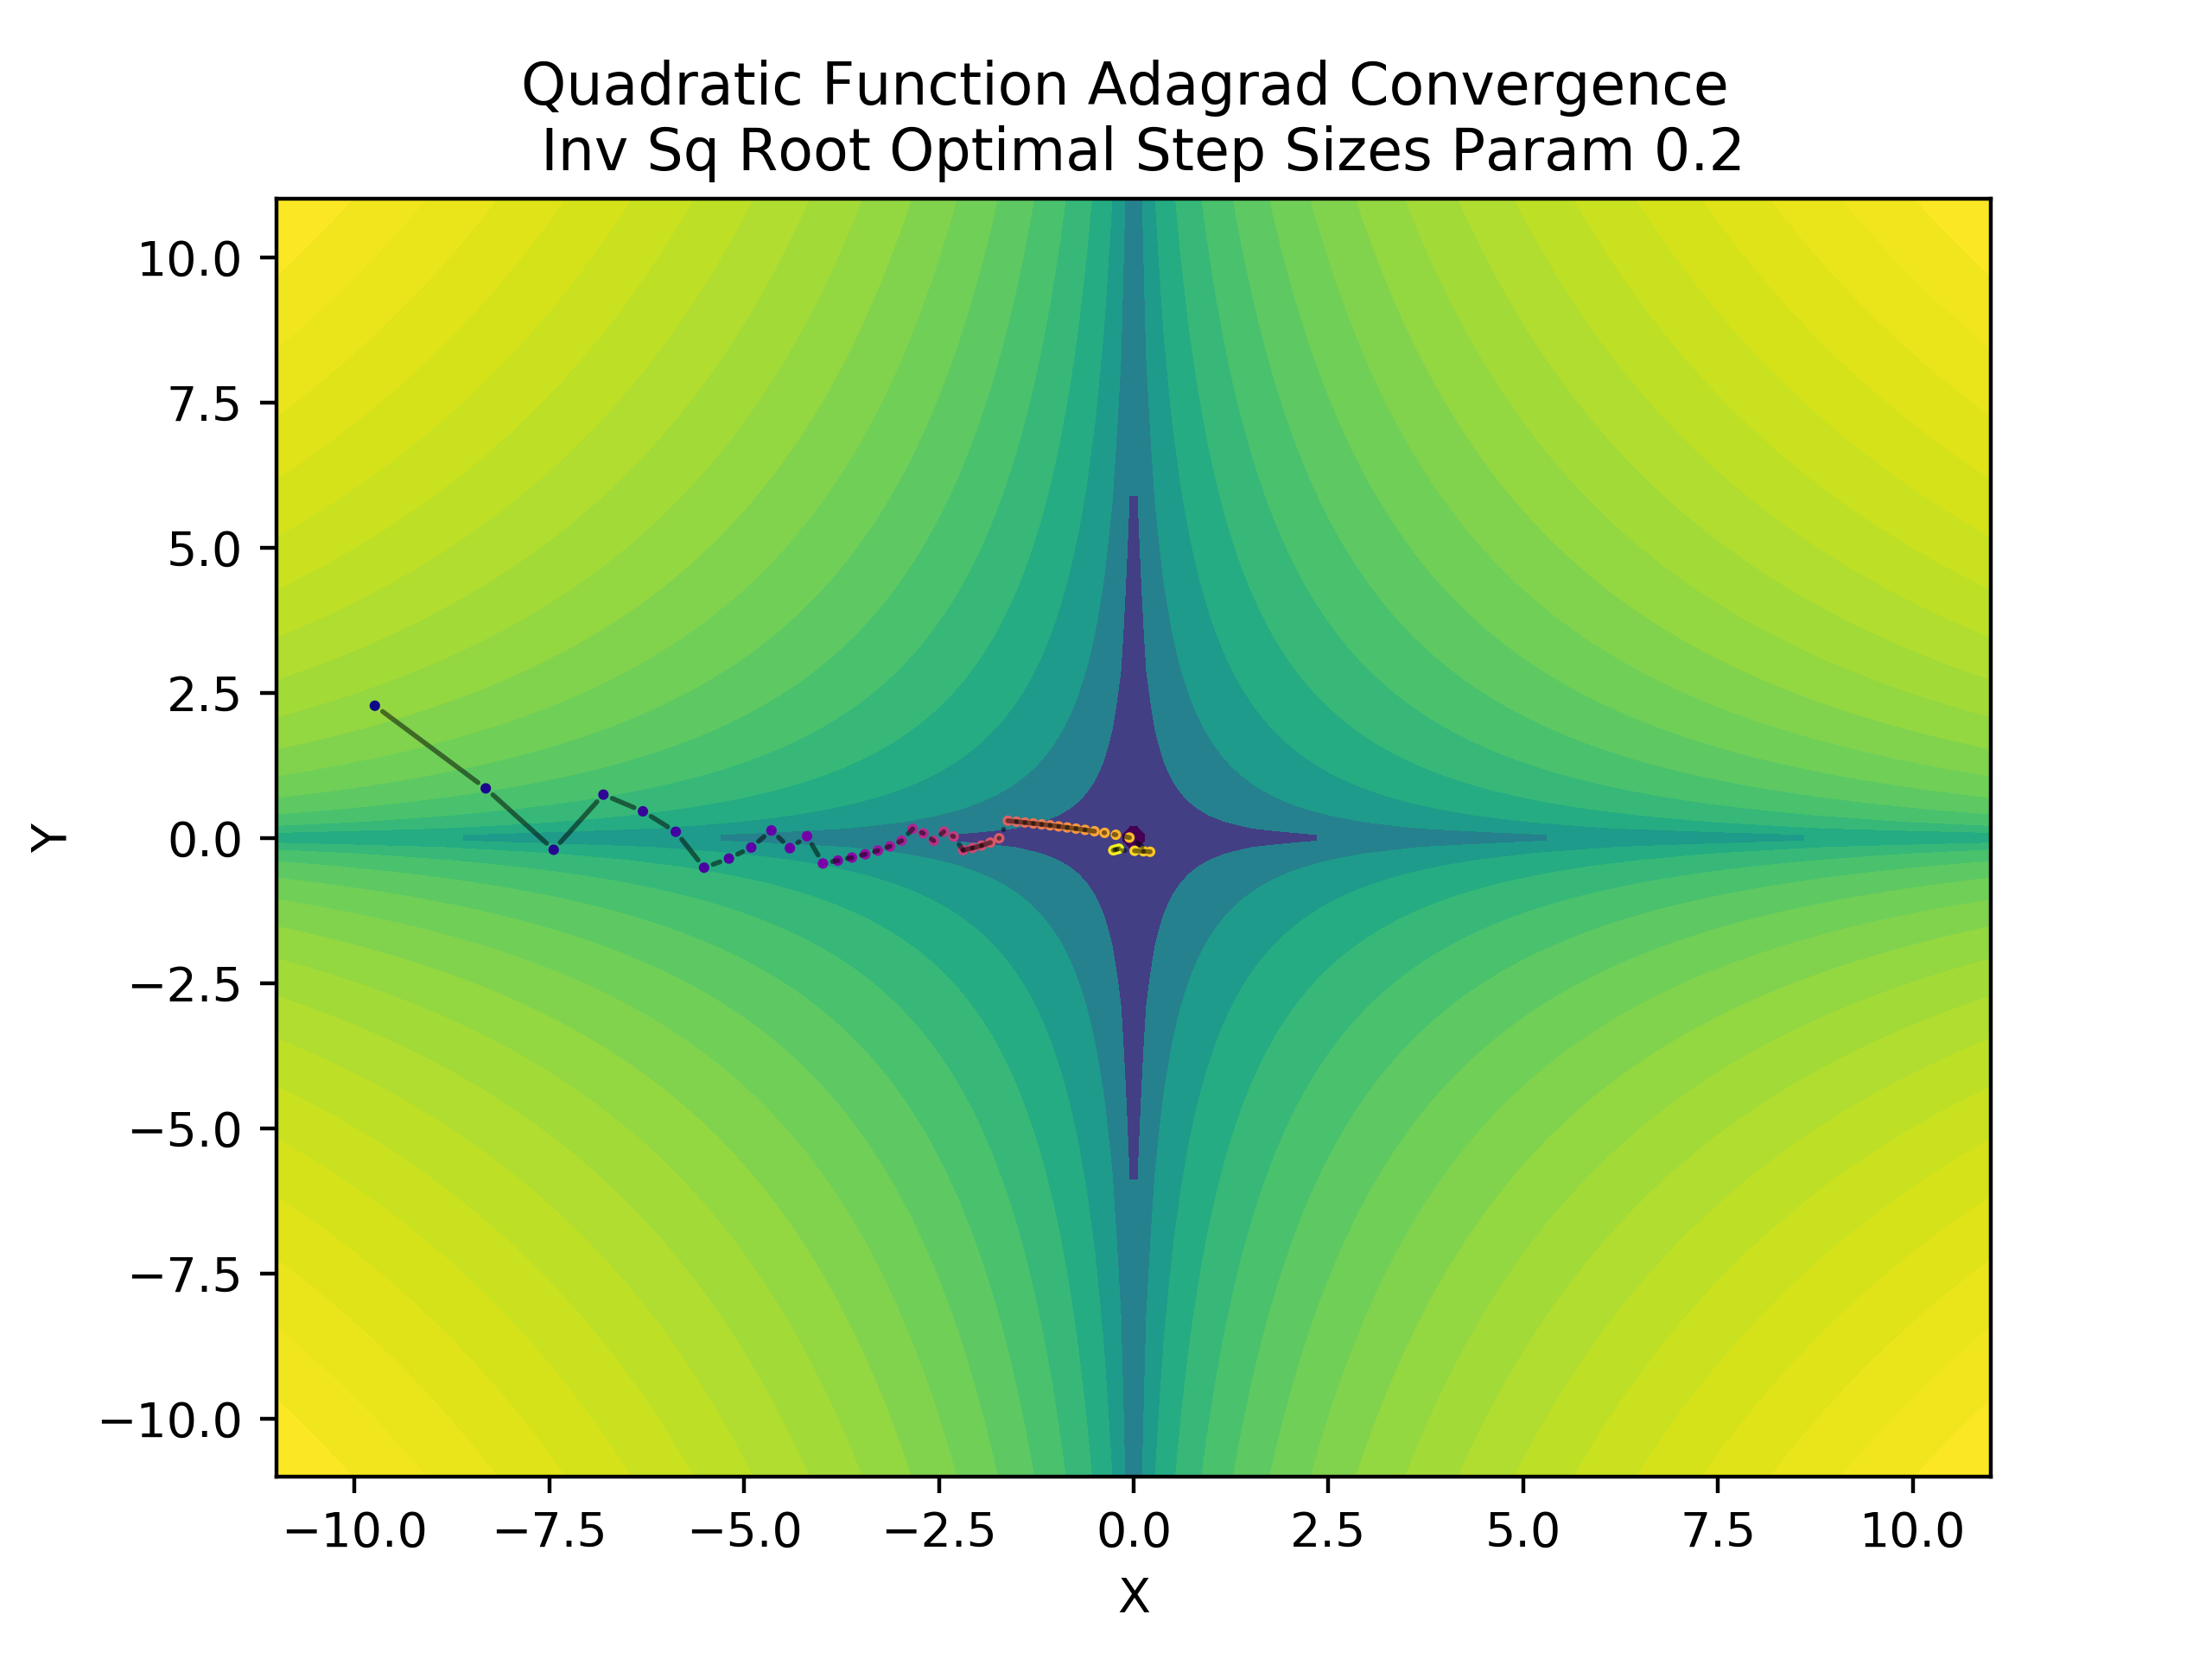 Quadratic Function Adagrad Convergence
Inv Sq Root Optimal Step Sizes Param 0.2
10.0
7.5
5.0
2.5
0.0
−2.5
−5.0
−7.5
−10.0
Y
−10.0 −7.5 −5.0 −2.5 0.0 2.5 5.0 7.5 10.0
X